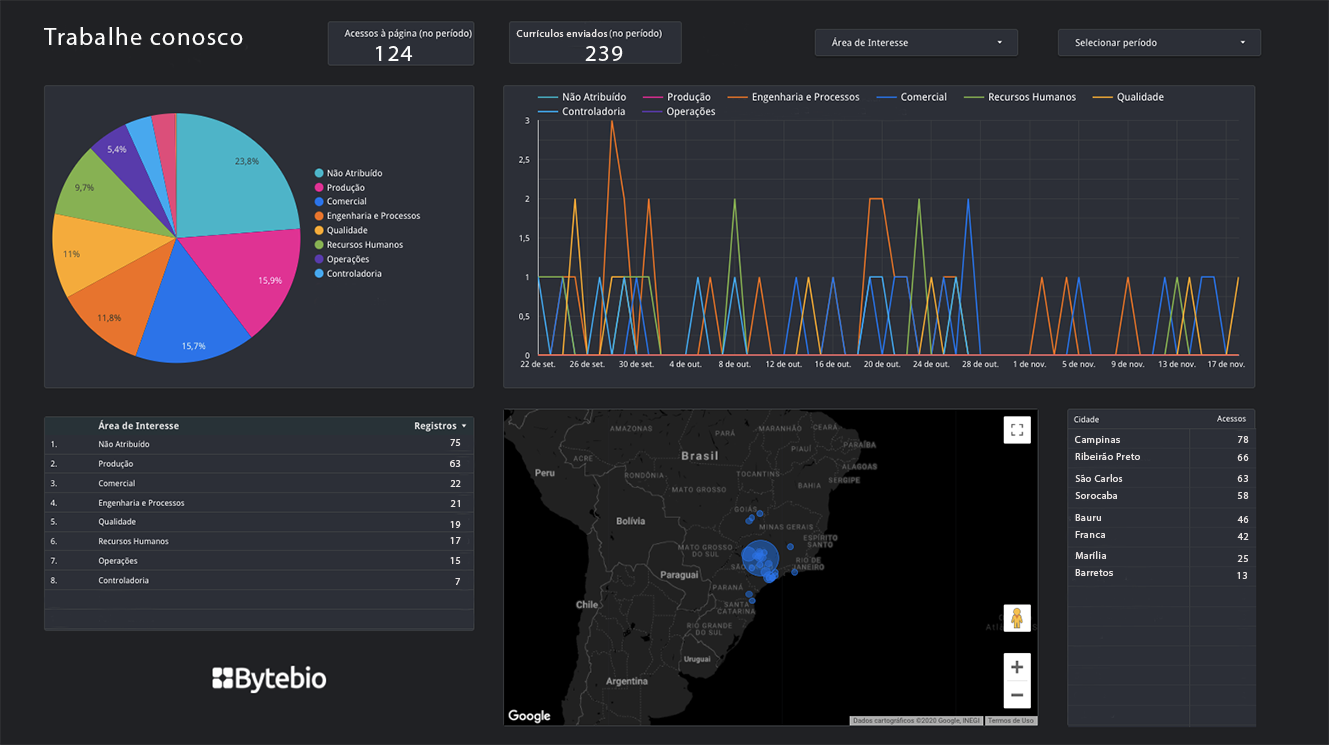 Trabalhe conosco
Acessos à página (no período)
124
Currículos enviados (no período)
239
Área de Interesse
Selecionar período
23,8%
15,9%
15,7%
11,8%
11%
9,7%
5,4%
Não Atribuído
Produção
Comercial
Engenharia e Processos
Qualidade
Recursos Humanos
Operações
Controladoria
Não Atribuído Produção Engenharia e Processos Comercial Recursos Humanos Qualidade
Controladoria Operações
3
2,5
2
1,5
1
0,5
0
22 de set. 26 de set. 30 de set. 4 de out. 8 de out. 12 de out. 16 de out. 20 de out. 24 de out. 28 de out. 1 de nov. 5 de nov. 9 de nov. 13 de nov. 17 de nov.
Área de Interesse Registros
1. Não Atribuído 75
2. Produção 63
3. Comercial 22
4. Engenharia e Processos 21
5. Qualidade 19
6. Recursos Humanos 17
7. Operações 15
8. Controladoria 7
Bytebio
AMAZONAS
PARÁ
MARANHÃO
CEARÁ
PARAÍBA
PIAUÍ
Brasil
ACRE
ALAGOAS
Peru
RONDÔNIA
TOCANTINS
SERGIPE
MATO GROSSO
BAHIA
GOIÁS
Bolívia
MINAS GERAIS
ESPÍRITO
SANTO
MATO GROSSO
DO SUL
RIO DE
JANEIRO
SÃO
Paraguai
PARANÁ
Chile
SANTA
CATARINA
RIO GRANDE
DO SUL
Uruguai
Argentina
Google
Dados cartográficos ©2020 Google, INEGI
Termos de Uso
Cidade Acessos
Campinas 78
Ribeirão Preto 66
São Carlos 63
Sorocaba 58
Bauru 46
Franca 42
Marília 25
Barretos 13